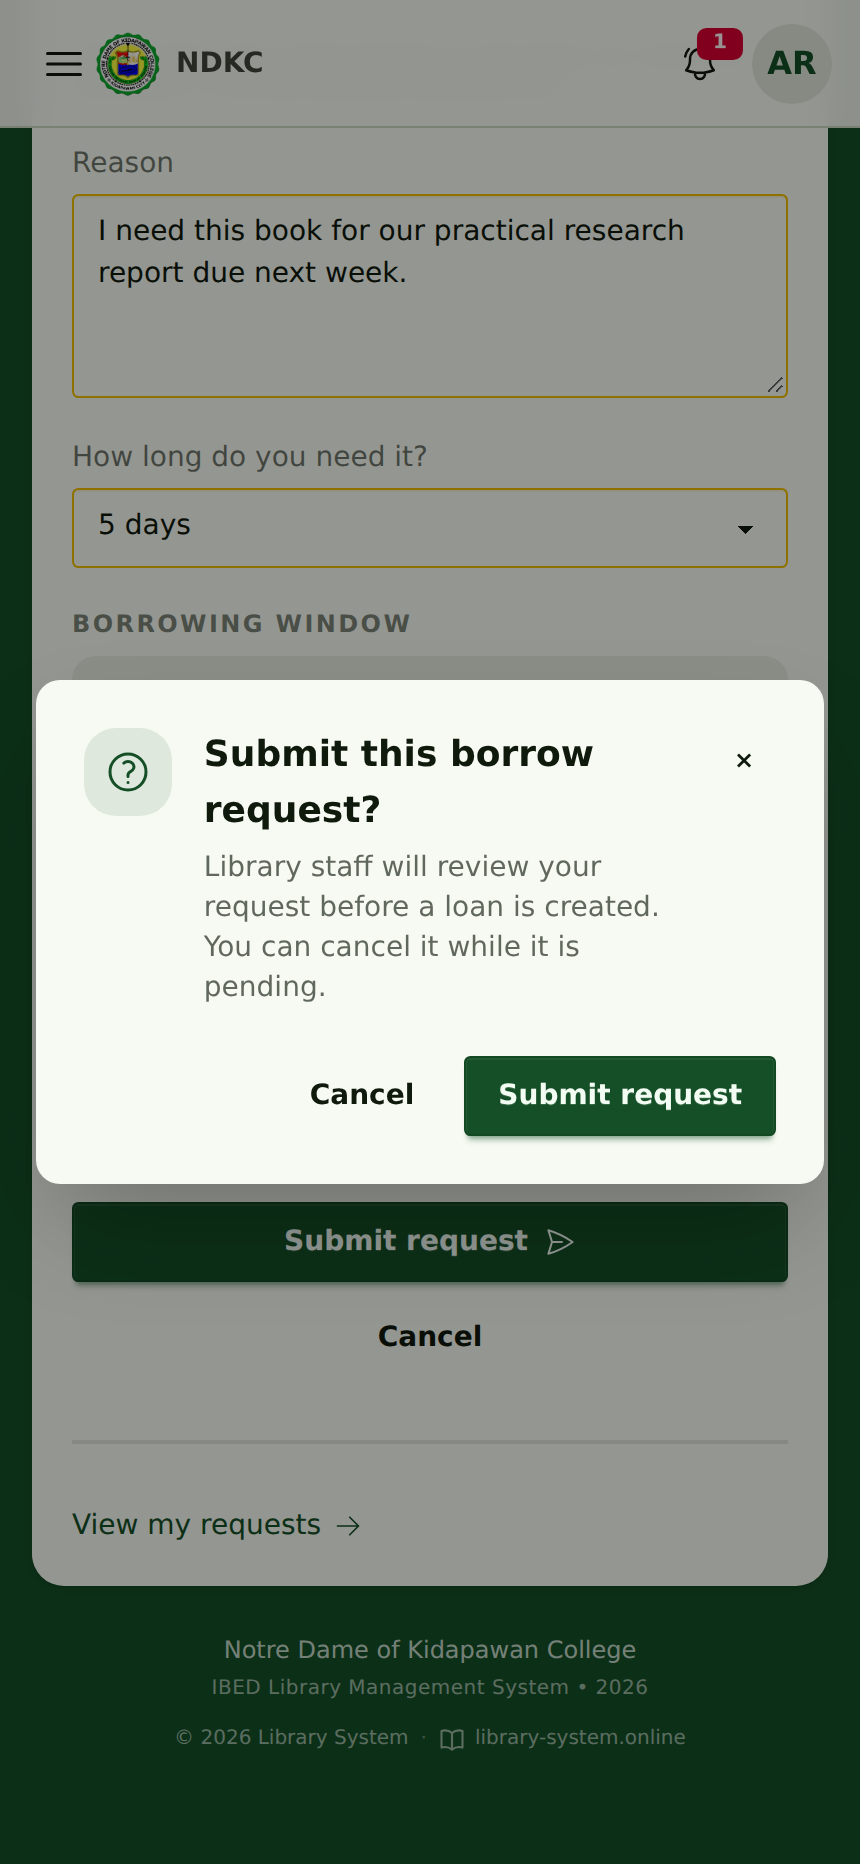 NDKC
1
AR
Reason
I need this book for our practical research
report due next week.
How long do you need it?
5 days
BORROWING WINDOW
Submit this borrow
request?
Library staff will review your
request before a loan is created.
You can cancel it while it is
pending.
Cancel
Submit request
Submit request
Cancel
View my requests
Notre Dame of Kidapawan College
IBED Library Management System • 2026
© 2026 Library System · library-system.online